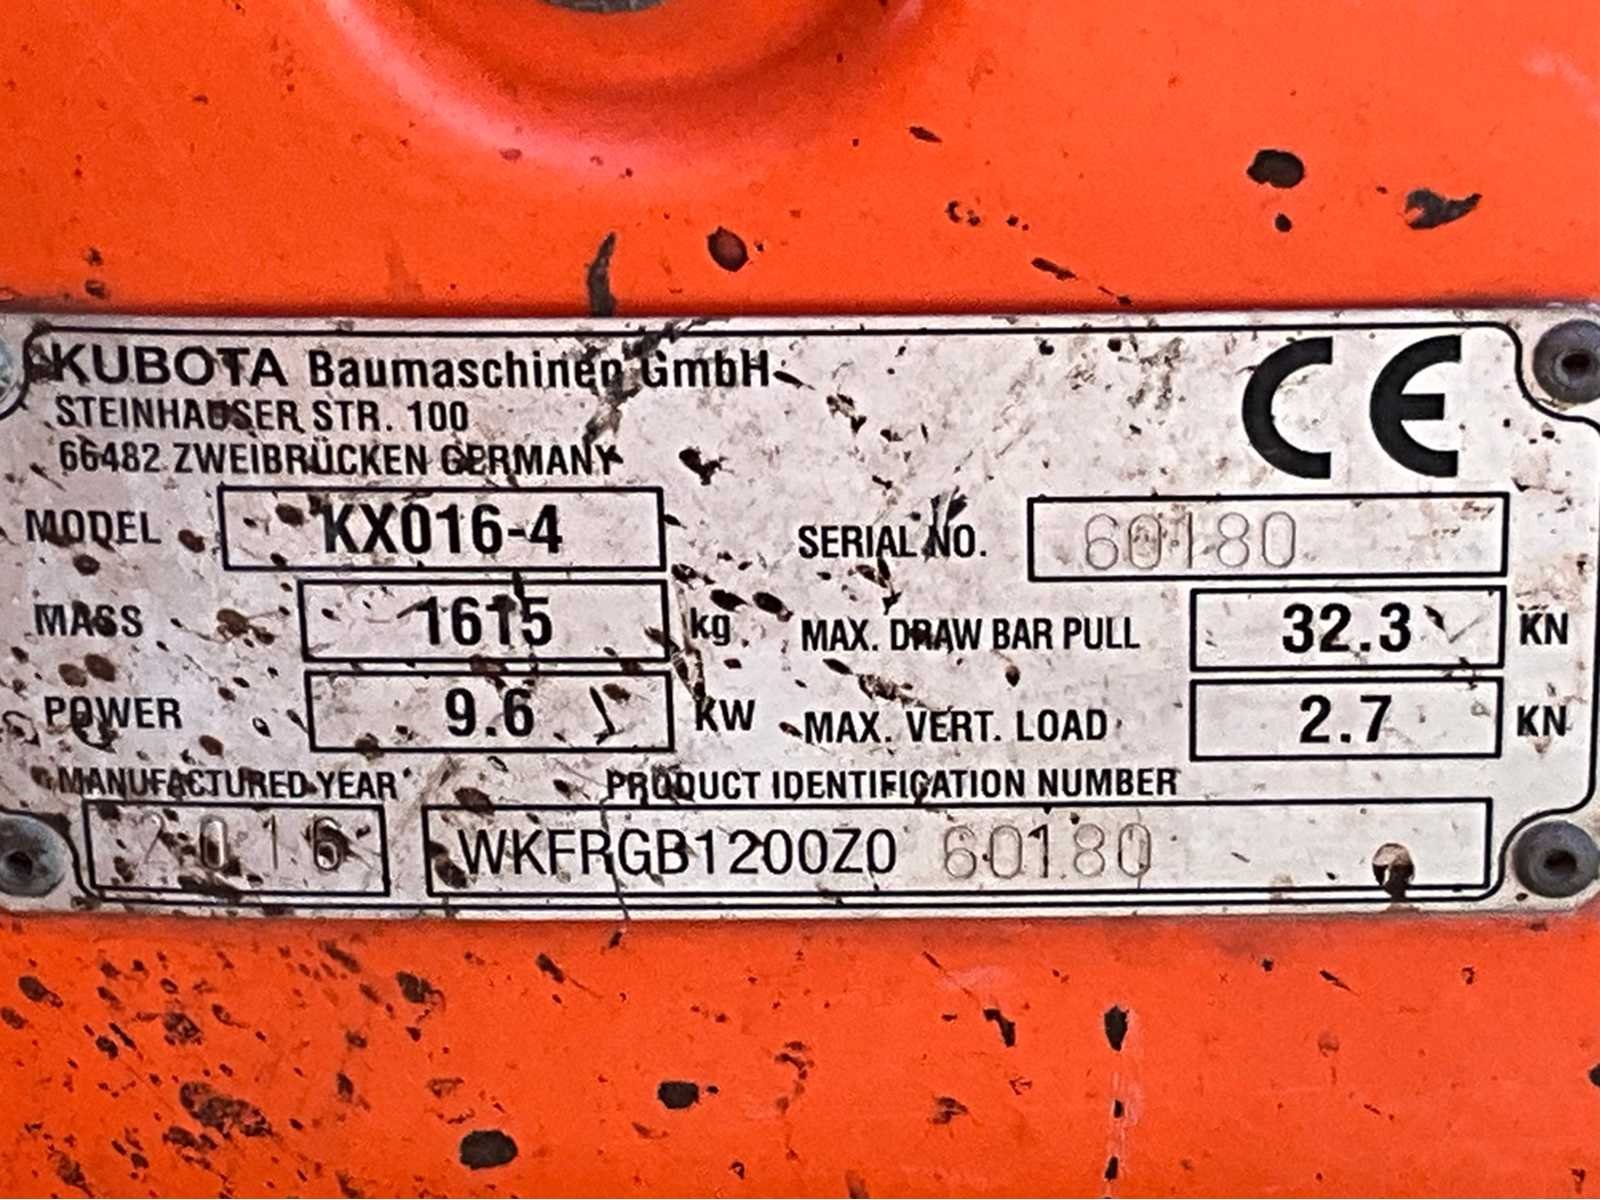 KUBOTA Baumaschinen GmbH
STEINHAUSER STR. 100
66482 ZWEIBRÜCKEN GERMANY
CE
MODEL KX016-4
SERIAL NO. 60180
MASS 1615 kg
MAX. DRAW BAR PULL 32.3 KN
POWER 9.6 KW
MAX. VERT. LOAD 2.7 KN
MANUFACTURED YEAR
2016
PRODUCT IDENTIFICATION NUMBER
WKFRGB1200Z0 60180